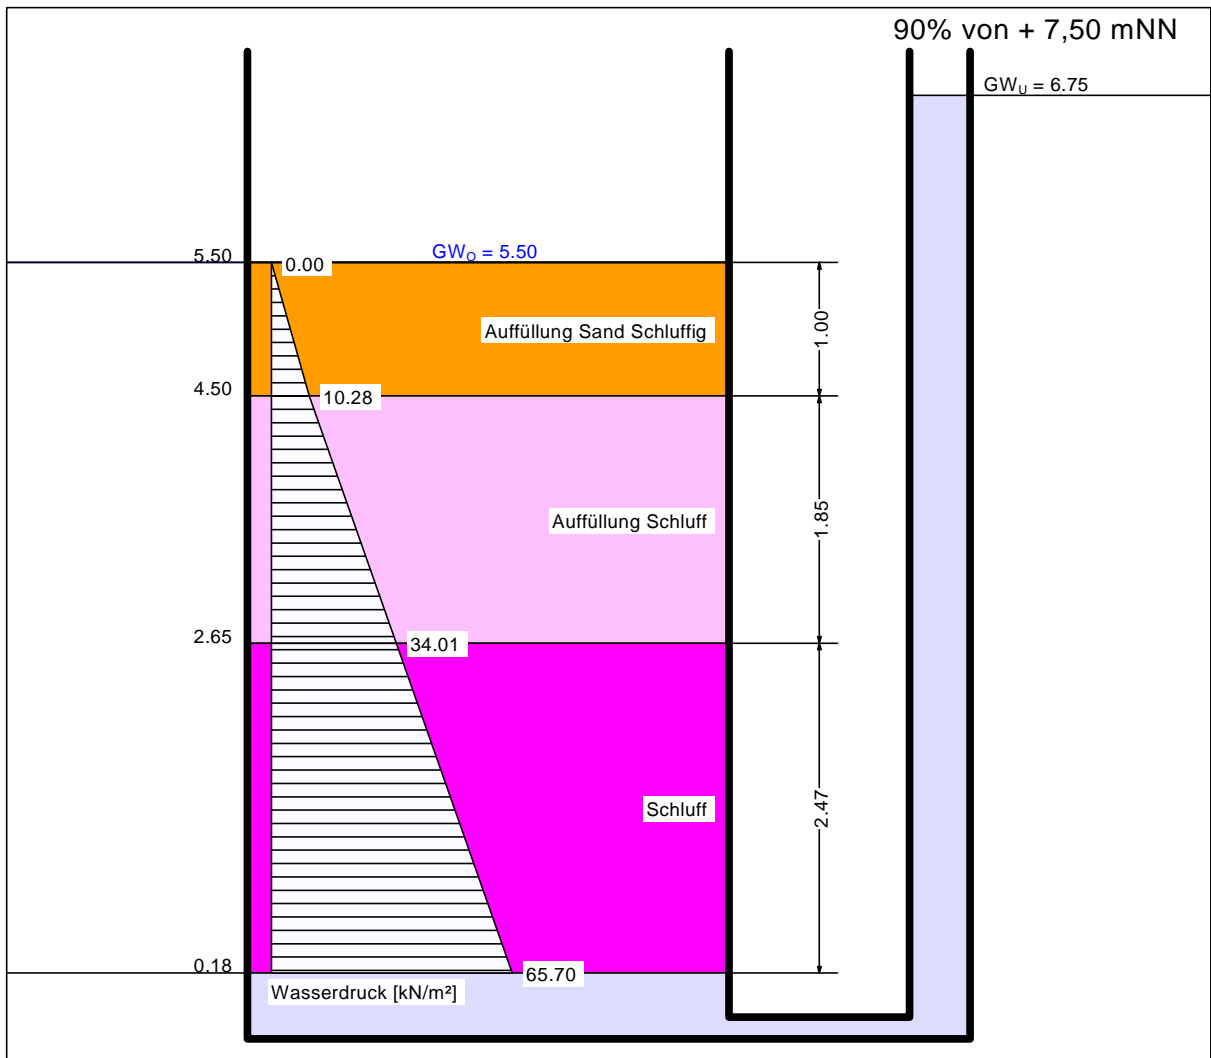 90% von + 7,50 mNN
GWU = 6.75
5.50
GWO = 5.50
0.00
Auffüllung Sand Schluffig
1.00
4.50
10.28
Auffüllung Schluff
1.85
2.65
34.01
Schluff
2.47
0.18
65.70
Wasserdruck [kN/m²]